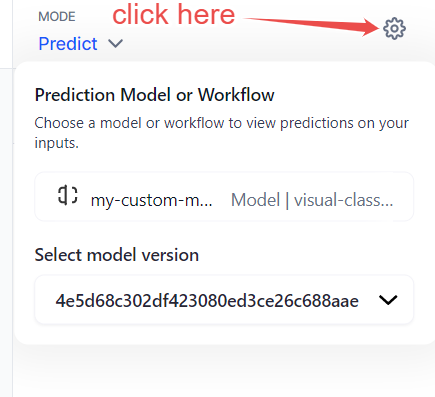 MODE
click here
Predict
Prediction Model or Workflow
Choose a model or workflow to view predictions on your
inputs.
my-custom-m... Model | visual-class...
Select model version
4e5d68c302df423080ed3ce26c688aae